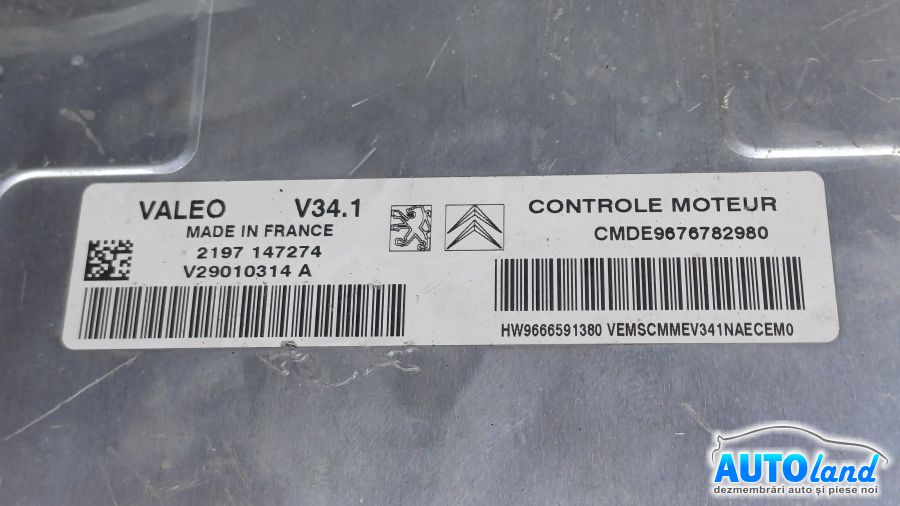 VALEO V34.1
MADE IN FRANCE
2197 147274
V29010314 A
CONTROLE MOTEUR
CMDE9676782980
HW9666591380 VEMSCMMEV341NAECEM0
AUTOland
dezmembrări auto și piese noi